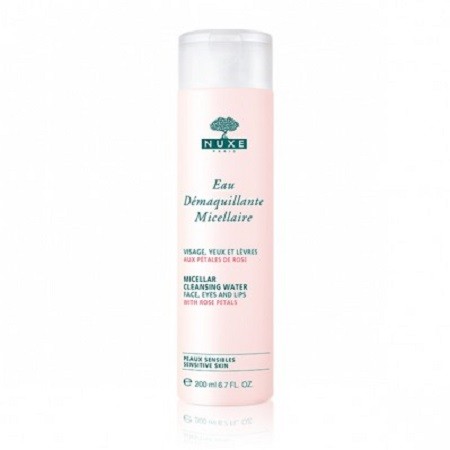 NUXE
PARIS
Eau
Démaquillante
Micellaire
VISAGE, YEUX ET LÈVRES
AUX PÉTALES DE ROSE
MICELLAR
CLEANSING WATER
FACE, EYES AND LIPS
WITH ROSE PETALS
PEAUX SENSIBLES
SENSITIVE SKIN
e 200 ml 6.7 FL. OZ.